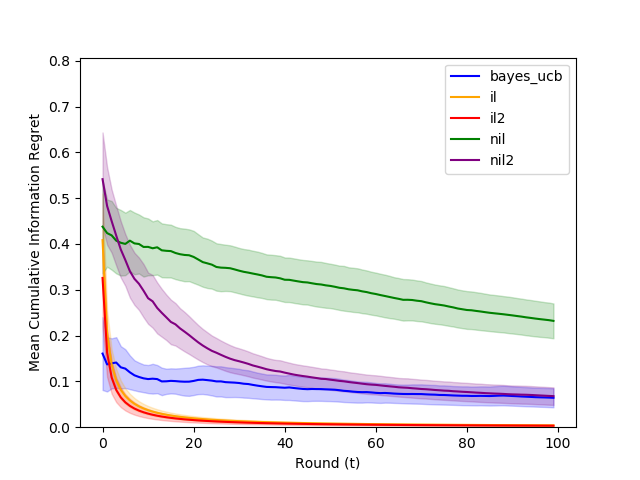 0.8
0.7
0.6
0.5
0.4
0.3
0.2
0.1
0.0
Mean Cumulative Information Regret
0 20 40 60 80 100
Round (t)
bayes_ucb
il
il2
nil
nil2